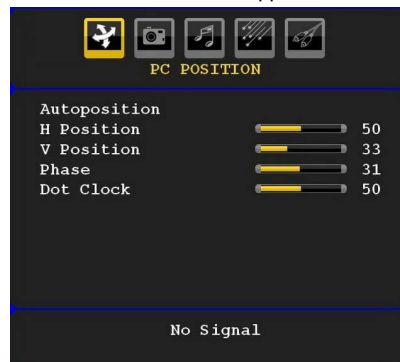 PC POSITION
Autoposition
H Position 50
V Position 33
Phase 31
Dot Clock 50
No Signal